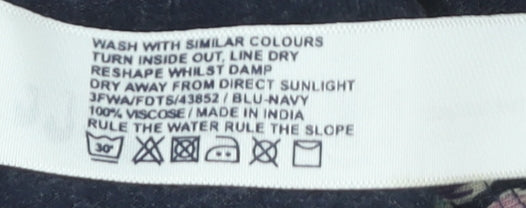 WASH WITH SIMILAR COLOURS
TURN INSIDE OUT, LINE DRY
RESHAPE WHILST DAMP
DRY AWAY FROM DIRECT SUNLIGHT
3FWA/FDTS/43852 / BLU-NAVY
100% VISCOSE / MADE IN INDIA
RULE THE WATER RULE THE SLOPE
30°